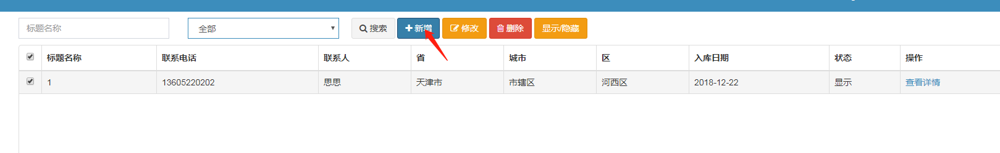 标题名称 全部 搜索 新增 修改 删除 显示/隐藏
标题名称 联系电话 联系人 省 城市 区 入库日期 状态 操作
1 13605220202 思思 天津市 市辖区 河西区 2018-12-22 显示 查看详情